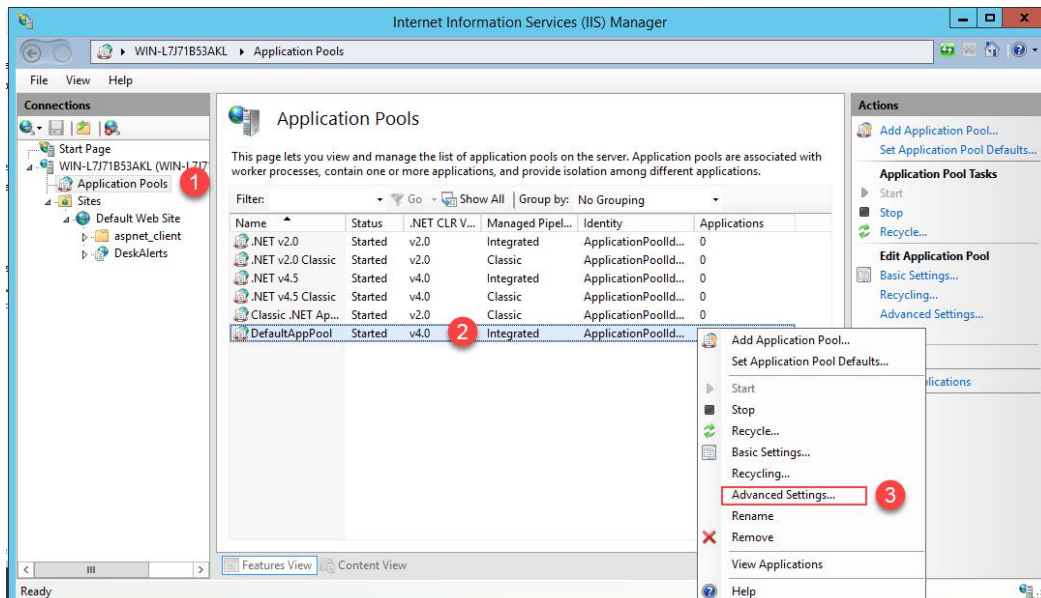 Internet Information Services (IIS) Manager
WIN-L7J71B53AKL Application Pools
File View Help
Connections
Start Page
WIN-L7J71B53AKL (WIN-L7J7
Application Pools
1
Sites
Default Web Site
aspnet_client
DeskAlerts
Application Pools
This page lets you view and manage the list of application pools on the server. Application pools are associated with
worker processes, contain one or more applications, and provide isolation among different applications.
Filter: Go Show All Group by: No Grouping
Name Status .NET CLR V... Managed Pipel... Identity Applications
.NET v2.0 Started v2.0 Integrated ApplicationPoolId... 0
.NET v2.0 Classic Started v2.0 Classic ApplicationPoolId... 0
.NET v4.5 Started v4.0 Integrated ApplicationPoolId... 0
.NET v4.5 Classic Started v4.0 Classic ApplicationPoolId... 0
Classic .NET Ap... Started v2.0 Classic ApplicationPoolId... 0
DefaultAppPool Started v4.0 2 Integrated ApplicationPoolId...
Add Application Pool...
Set Application Pool Defaults...
Start
Stop
Recycle...
Basic Settings...
Recycling...
Advanced Settings...
3
Rename
Remove
View Applications
Help
Actions
Add Application Pool...
Set Application Pool Defaults...
Application Pool Tasks
Start
Stop
Recycle...
Edit Application Pool
Basic Settings...
Recycling...
Advanced Settings...
lications
Features View Content View
Ready